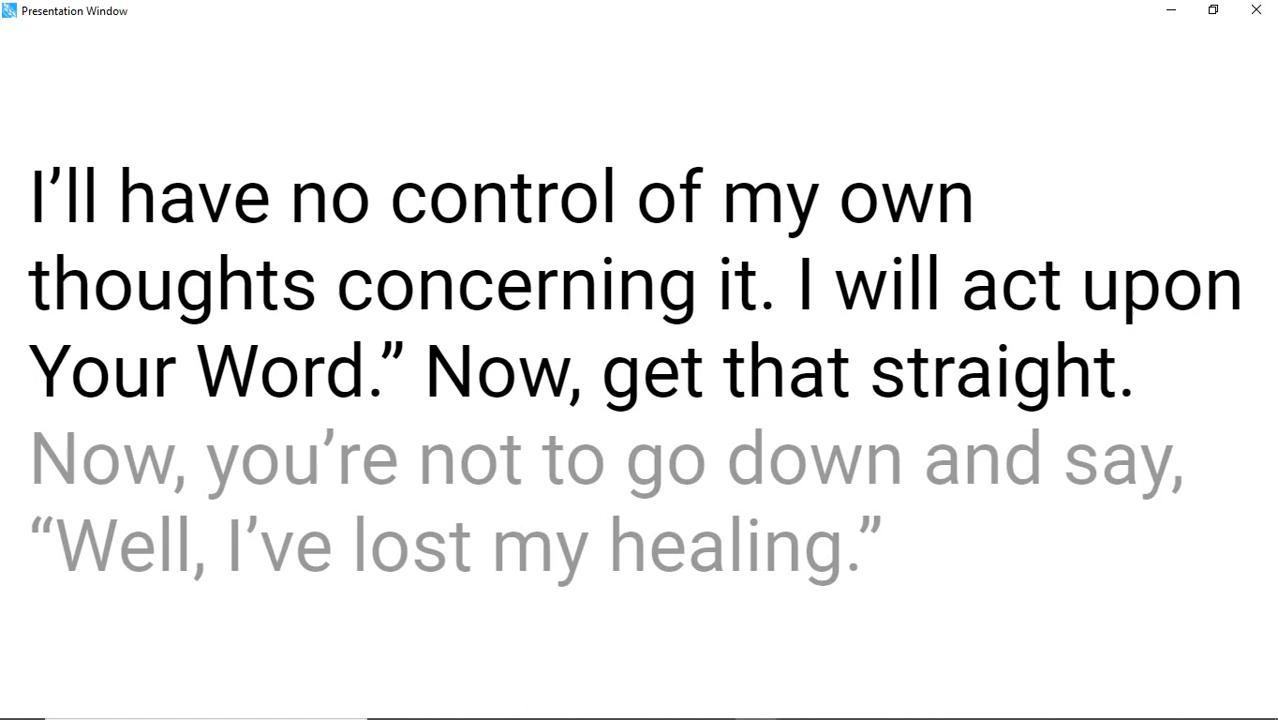 Presentation Window
I’ll have no control of my own
thoughts concerning it. I will act upon
Your Word.” Now, get that straight.
Now, you’re not to go down and say,
“Well, I’ve lost my healing.”